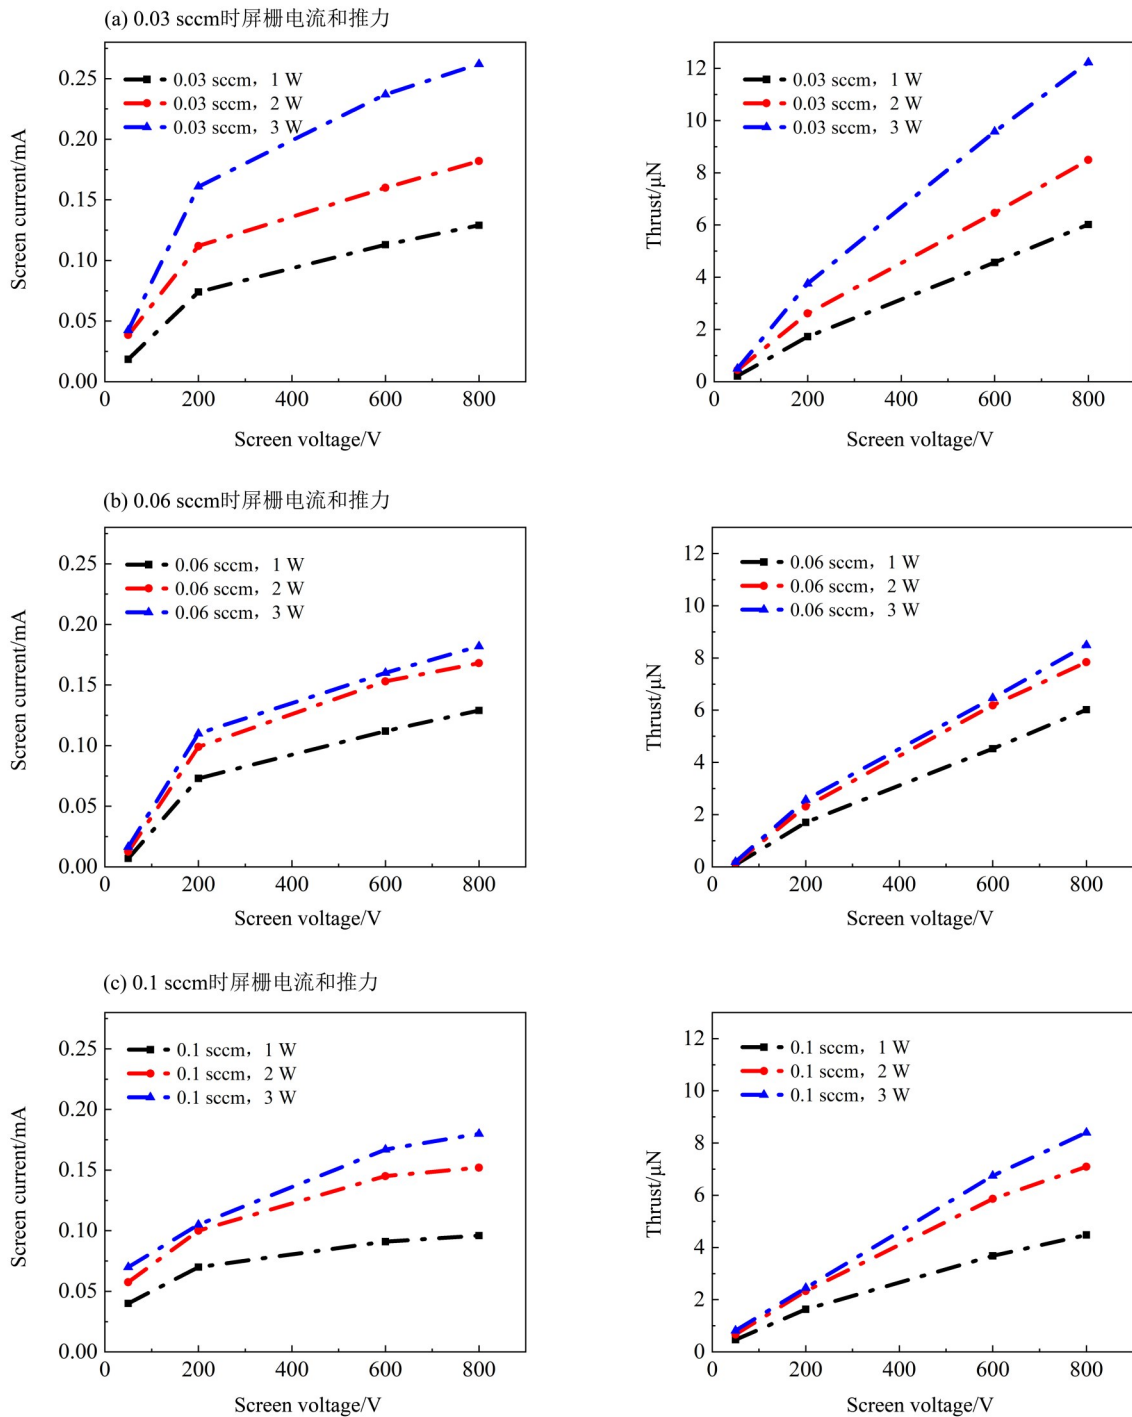 (a) 0.03 sccm时屏栅电流和推力
Screen current/mA
0.25
0.20
0.15
0.10
0.05
0.00
0.03 sccm，1 W
0.03 sccm，2 W
0.03 sccm，3 W
0 200 400 600 800
Screen voltage/V
Thrust/μN
12
10
8
6
4
2
0
0.03 sccm，1 W
0.03 sccm，2 W
0.03 sccm，3 W
0 200 400 600 800
Screen voltage/V
(b) 0.06 sccm时屏栅电流和推力
Screen current/mA
0.25
0.20
0.15
0.10
0.05
0.00
0.06 sccm，1 W
0.06 sccm，2 W
0.06 sccm，3 W
0 200 400 600 800
Screen voltage/V
Thrust/μN
12
10
8
6
4
2
0
0.06 sccm，1 W
0.06 sccm，2 W
0.06 sccm，3 W
0 200 400 600 800
Screen voltage/V
(c) 0.1 sccm时屏栅电流和推力
Screen current/mA
0.25
0.20
0.15
0.10
0.05
0.00
0.1 sccm，1 W
0.1 sccm，2 W
0.1 sccm，3 W
0 200 400 600 800
Screen voltage/V
Thrust/μN
12
10
8
6
4
2
0
0.1 sccm，1 W
0.1 sccm，2 W
0.1 sccm，3 W
0 200 400 600 800
Screen voltage/V